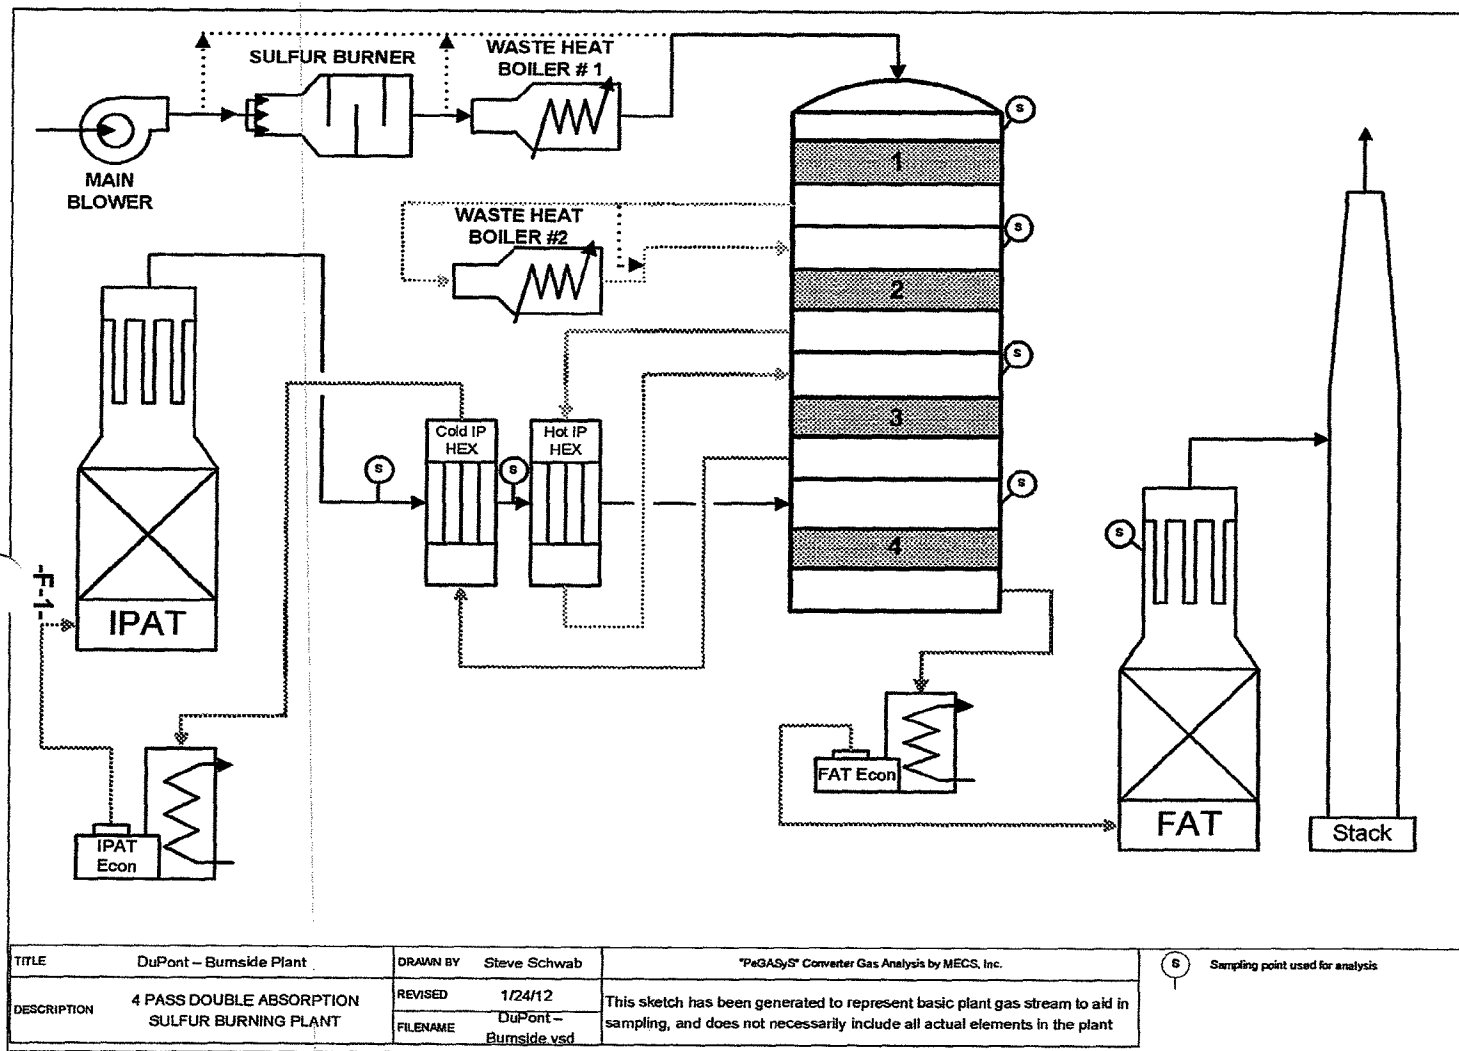 SULFUR BURNER
WASTE HEAT
BOILER # 1
MAIN
BLOWER
S
1
WASTE HEAT
BOILER #2
S
2
S
3
Cold IP
HEX
Hot IP
HEX
S
S
S
4
S
-F-1-
IPAT
FAT
Stack
FAT Econ
IPAT
Econ
TITLE
DuPont – Burnside Plant
DRAWN BY
Steve Schwab
"PeGASyS" Converter Gas Analysis by MECS, Inc.
S
Sampling point used for analysis
DESCRIPTION
4 PASS DOUBLE ABSORPTION
SULFUR BURNING PLANT
REVISED
1/24/12
FILENAME
DuPont –
Burnside.vsd
This sketch has been generated to represent basic plant gas stream to aid in
sampling, and does not necessarily include all actual elements in the plant